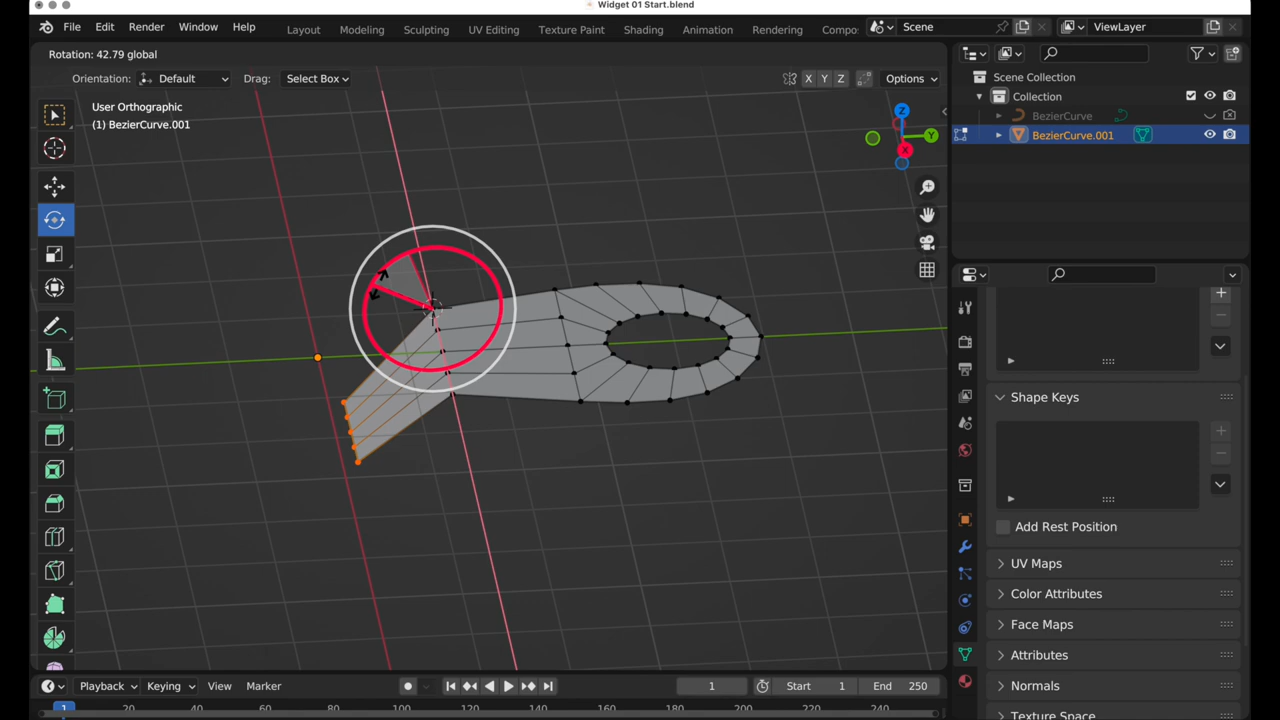 Widget 01 Start.blend
File Edit Render Window Help Layout Modeling Sculpting UV Editing Texture Paint Shading Animation Rendering Compo Scene ViewLayer
Rotation: 42.79 global
Orientation: Default Drag: Select Box X Y Z Options
Scene Collection
Collection
BezierCurve
BezierCurve.001
User Orthographic
(1) BezierCurve.001
Z
Y
X
Shape Keys
Add Rest Position
UV Maps
Color Attributes
Face Maps
Attributes
Normals
Texture Space
Playback Keying View Marker 1 Start 1 End 250
1 20 40 60 80 100 120 140 160 180 200 220 240